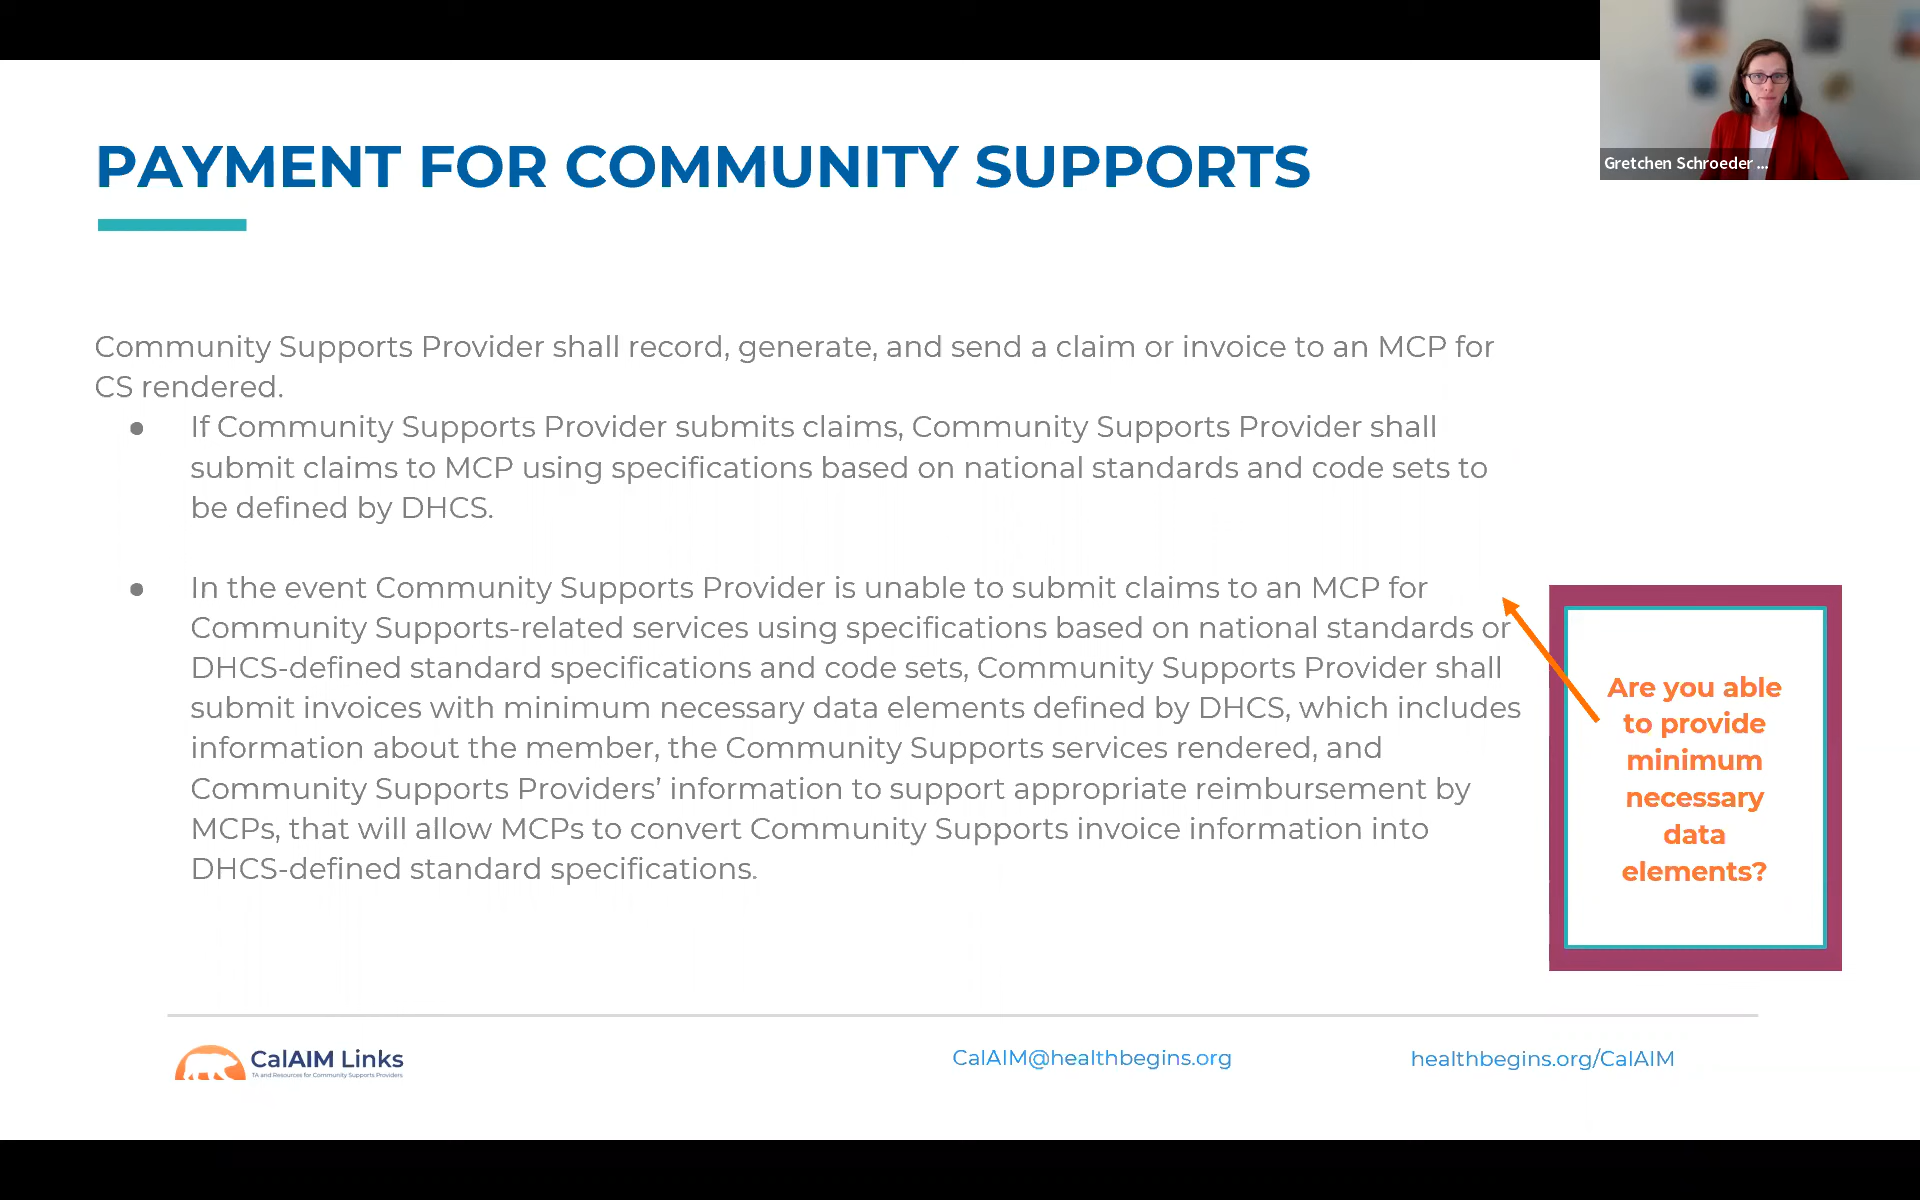 Gretchen Schroeder ...
PAYMENT FOR COMMUNITY SUPPORTS
Community Supports Provider shall record, generate, and send a claim or invoice to an MCP for
CS rendered.
● If Community Supports Provider submits claims, Community Supports Provider shall
submit claims to MCP using specifications based on national standards and code sets to
be defined by DHCS.
● In the event Community Supports Provider is unable to submit claims to an MCP for
Community Supports-related services using specifications based on national standards or
DHCS-defined standard specifications and code sets, Community Supports Provider shall
submit invoices with minimum necessary data elements defined by DHCS, which includes
information about the member, the Community Supports services rendered, and
Community Supports Providers’ information to support appropriate reimbursement by
MCPs, that will allow MCPs to convert Community Supports invoice information into
DHCS-defined standard specifications.
Are you able
to provide
minimum
necessary
data
elements?
CalAIM Links
TA and Resources for Community Supports Providers
CalAIM@healthbegins.org
healthbegins.org/CalAIM